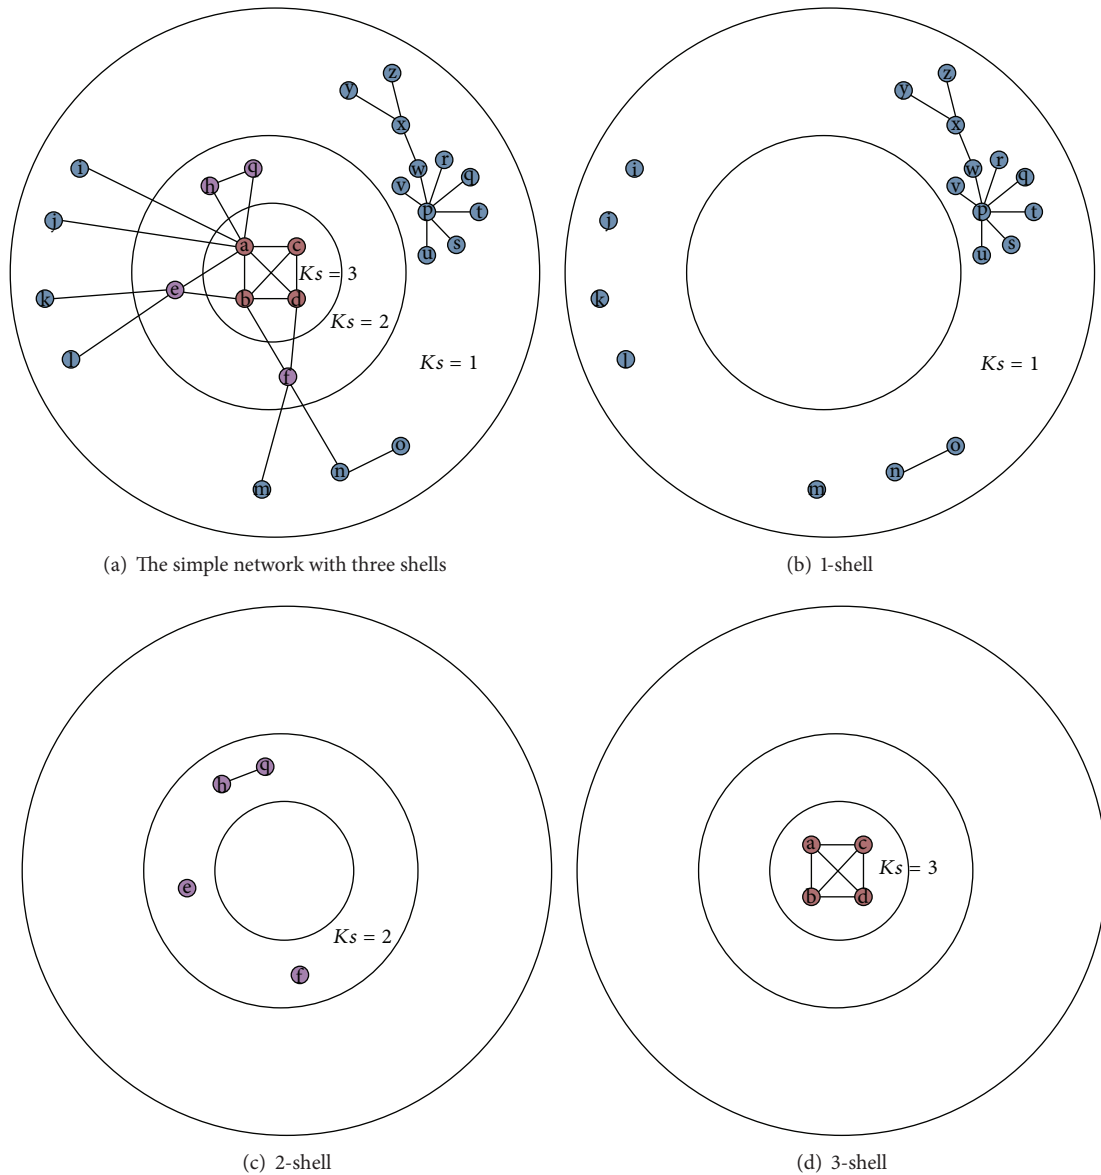 z
y
x
r
w
q
v
i
q
h
p
t
j
s
u
a
c
Ks = 3
e
b
d
k
Ks = 2
l
Ks = 1
f
o
n
m
(a) The simple network with three shells
z
y
x
r
w
q
v
i
p
t
j
s
u
k
l
Ks = 1
o
n
m
(b) 1-shell
q
h
e
Ks = 2
f
(c) 2-shell
a
c
Ks = 3
b
d
(d) 3-shell